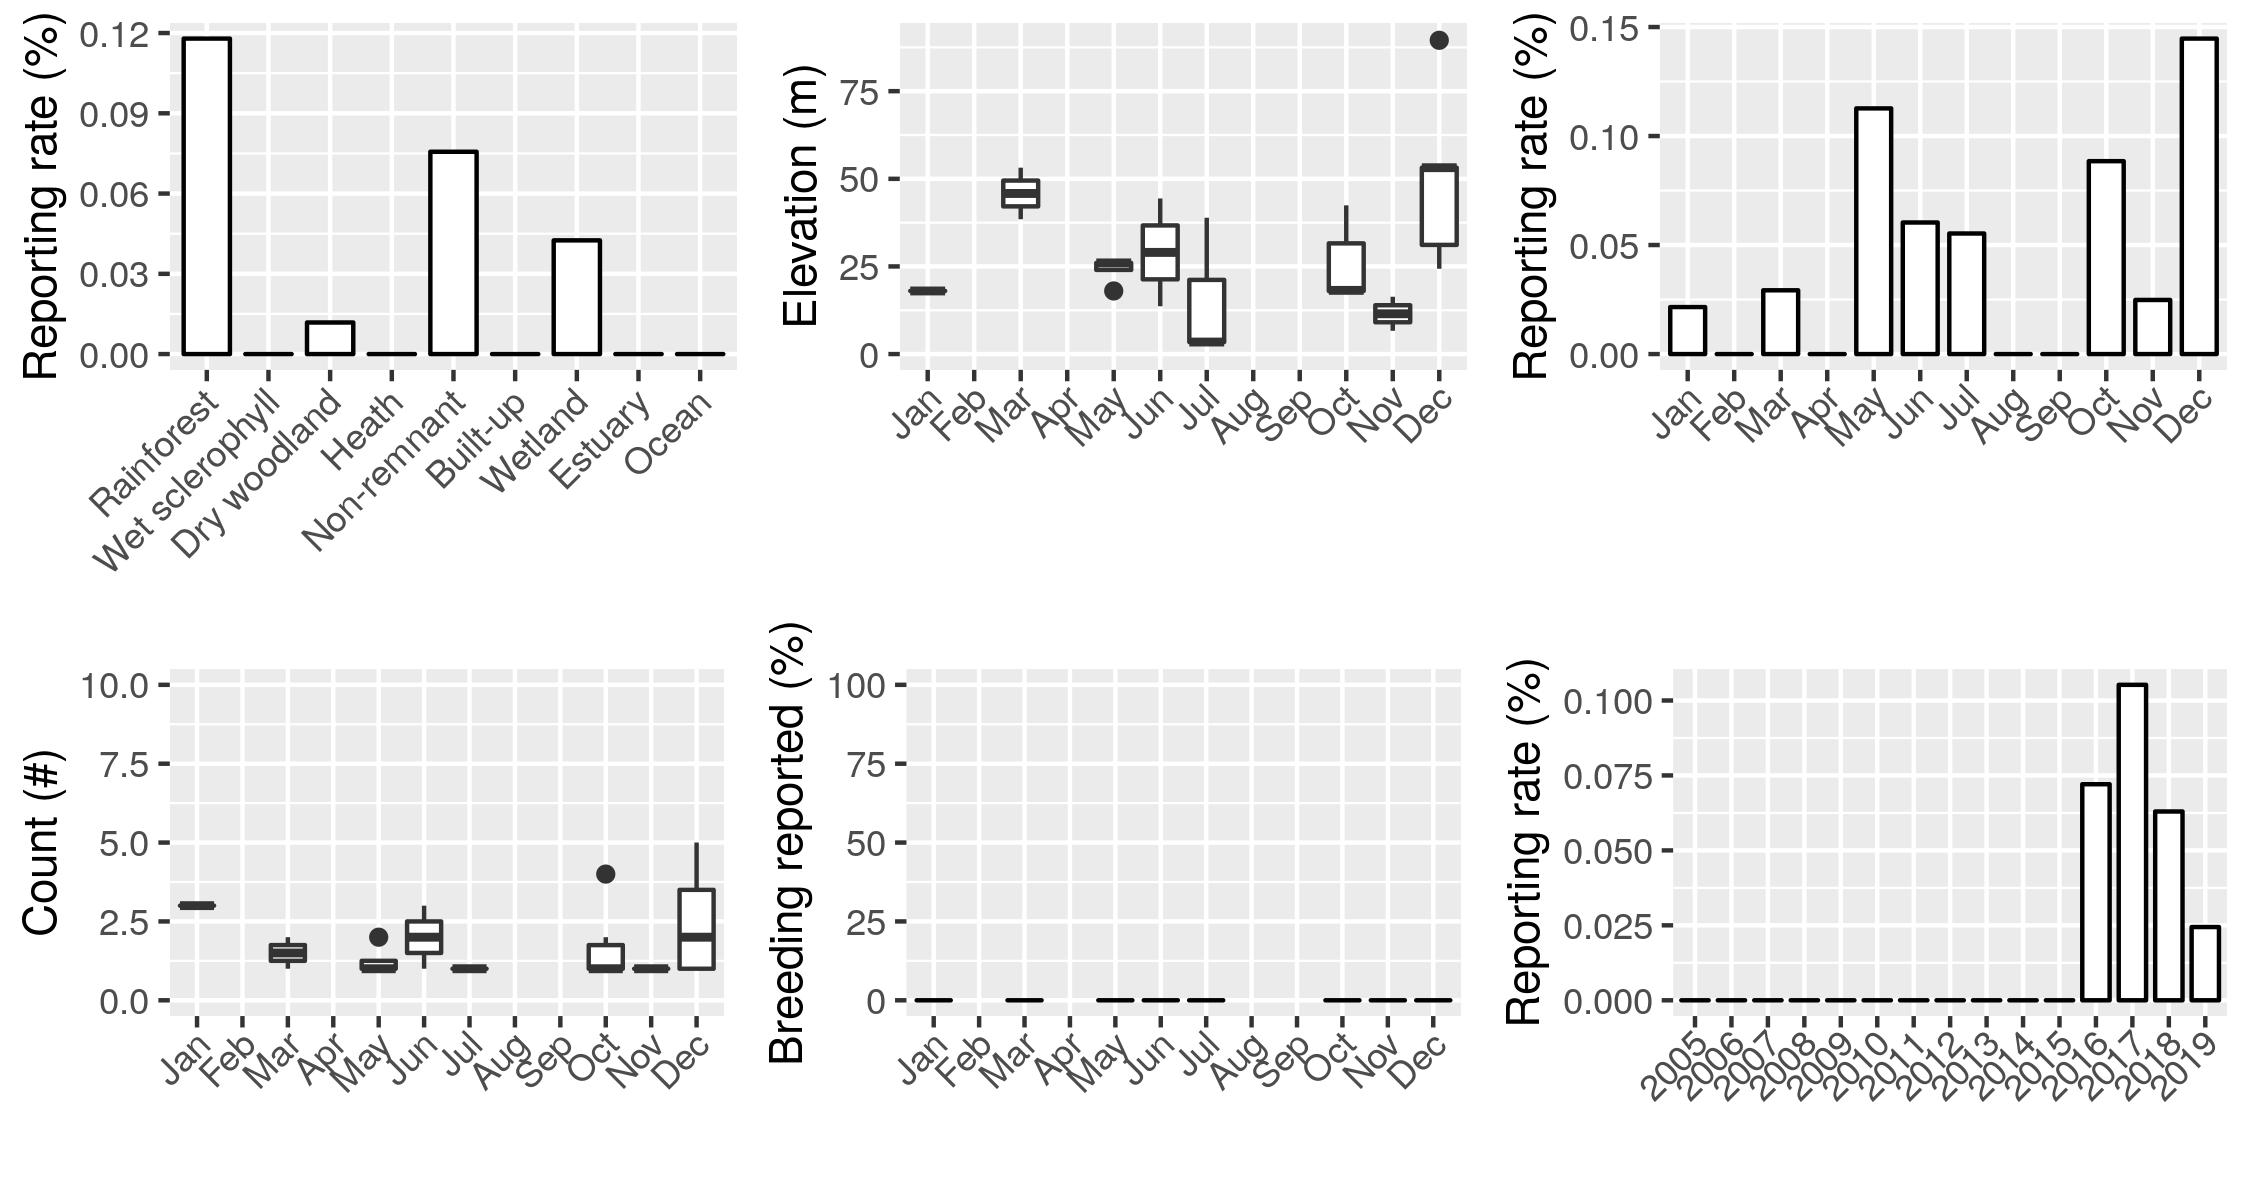 Reporting rate (%)
0.12
0.09
0.06
0.03
0.00
Rainforest
Wet sclerophyll
Dry woodland
Heath
Non-remnant
Built-up
Wetland
Estuary
Ocean
Elevation (m)
75
50
25
0
Jan
Feb
Mar
Apr
May
Jun
Jul
Aug
Sep
Oct
Nov
Dec
Reporting rate (%)
0.15
0.10
0.05
0.00
Jan
Feb
Mar
Apr
May
Jun
Jul
Aug
Sep
Oct
Nov
Dec
Count (#)
10.0
7.5
5.0
2.5
0.0
Jan
Feb
Mar
Apr
May
Jun
Jul
Aug
Sep
Oct
Nov
Dec
Breeding reported (%)
100
75
50
25
0
Jan
Feb
Mar
Apr
May
Jun
Jul
Aug
Sep
Oct
Nov
Dec
Reporting rate (%)
0.100
0.075
0.050
0.025
0.000
2005
2006
2007
2008
2009
2010
2011
2012
2013
2014
2015
2016
2017
2018
2019